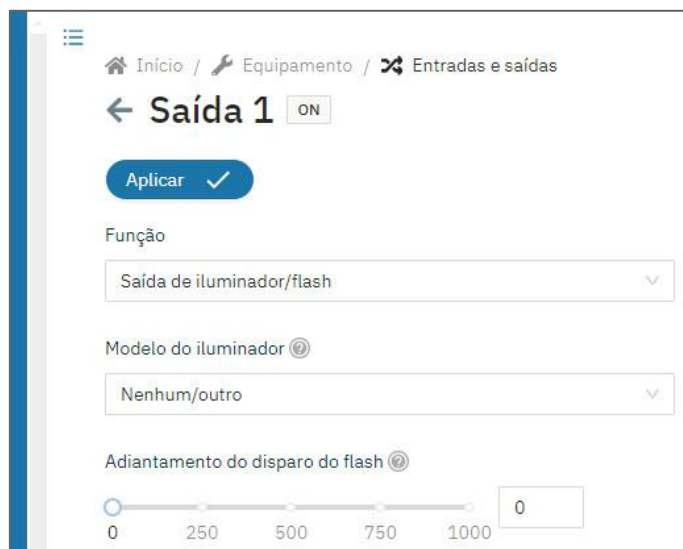 Início / Equipamento / Entradas e saídas
Saída 1 ON
Aplicar
Função
Saída de iluminador/flash
Modelo do iluminador
Nenhum/outro
Adiantamento do disparo do flash
0
0 250 500 750 1000